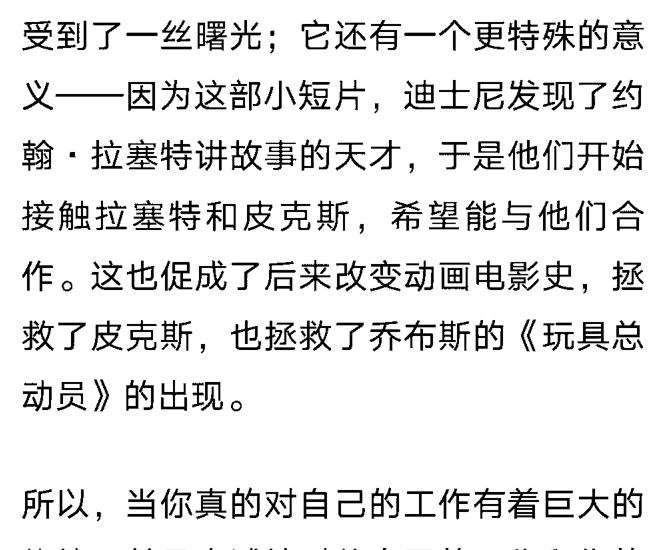 受到了一丝曙光；它还有一个更特殊的意
义——因为这部小短片，迪士尼发现了约
翰·拉塞特讲故事的天才，于是他们开始
接触拉塞特和皮克斯，希望能与他们合
作。这也促成了后来改变动画电影史，拯
救了皮克斯，也拯救了乔布斯的《玩具总
动员》的出现。
所以，当你真的对自己的工作有着巨大的